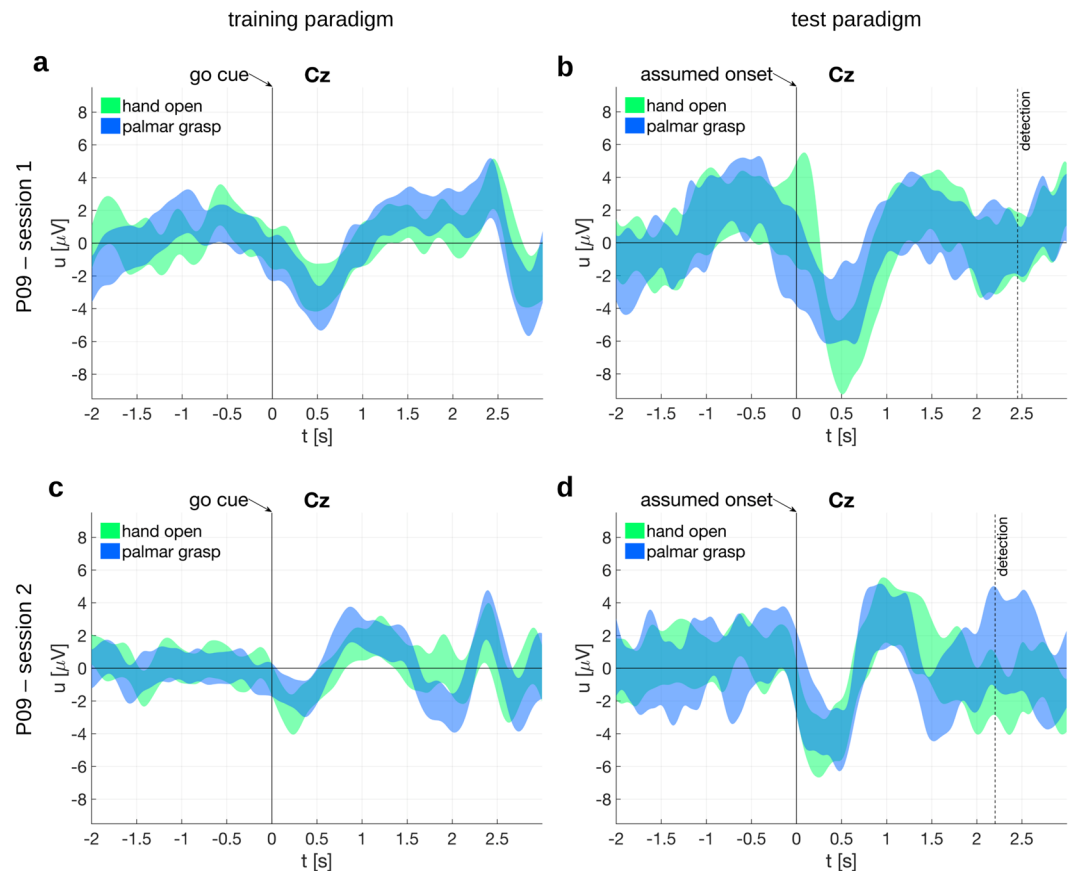 training paradigm
test paradigm
P09 – session 1
a
go cue
Cz
hand open
palmar grasp
u [µV]
8
6
4
2
0
-2
-4
-6
-8
-2 -1.5 -1 -0.5 0 0.5 1 1.5 2 2.5
t [s]
b
assumed onset
Cz
hand open
palmar grasp
detection
u [µV]
8
6
4
2
0
-2
-4
-6
-8
-2 -1.5 -1 -0.5 0 0.5 1 1.5 2 2.5
t [s]
P09 – session 2
c
go cue
Cz
hand open
palmar grasp
u [µV]
8
6
4
2
0
-2
-4
-6
-8
-2 -1.5 -1 -0.5 0 0.5 1 1.5 2 2.5
t [s]
d
assumed onset
Cz
hand open
palmar grasp
detection
u [µV]
8
6
4
2
0
-2
-4
-6
-8
-2 -1.5 -1 -0.5 0 0.5 1 1.5 2 2.5
t [s]